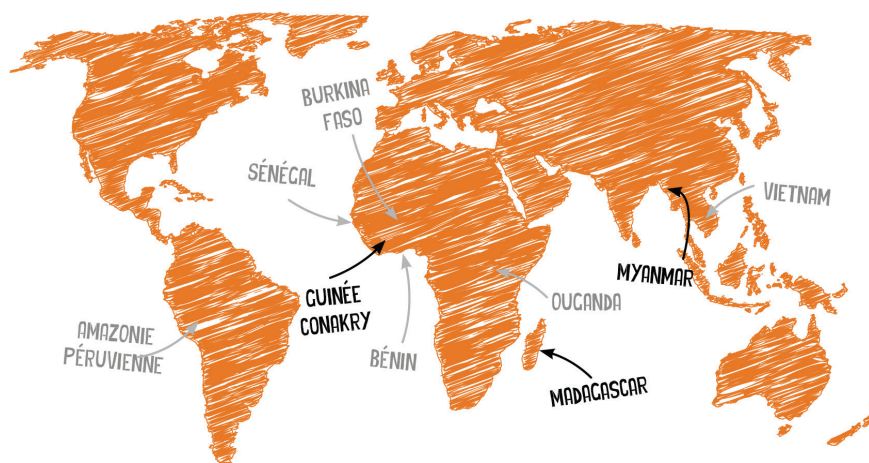 BURKINA
FASO
SÉNÉGAL
VIETNAM
MYANMAR
GUINÉE
CONAKRY
OUGANDA
AMAZONIE
PÉRUVIENNE
BÉNIN
MADAGASCAR